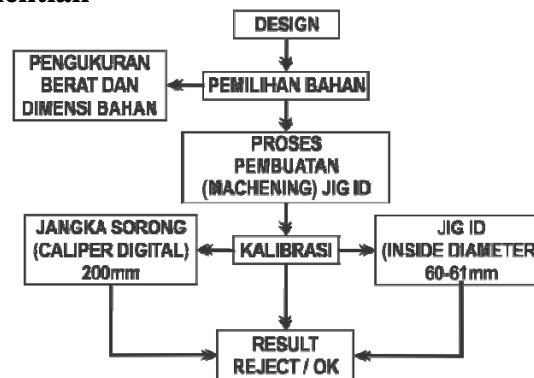 DESIGN
PENGUKURAN
BERAT DAN
DIMENSI BAHAN
PEMILIHAN BAHAN
PROSES
PEMBUATAN
(MACHENING) JIG ID
JANGKA SORONG
(CALIPER DIGITAL)
200mm
KALIBRASI
JIG ID
(INSIDE DIAMETER
60-61mm
RESULT
REJECT / OK